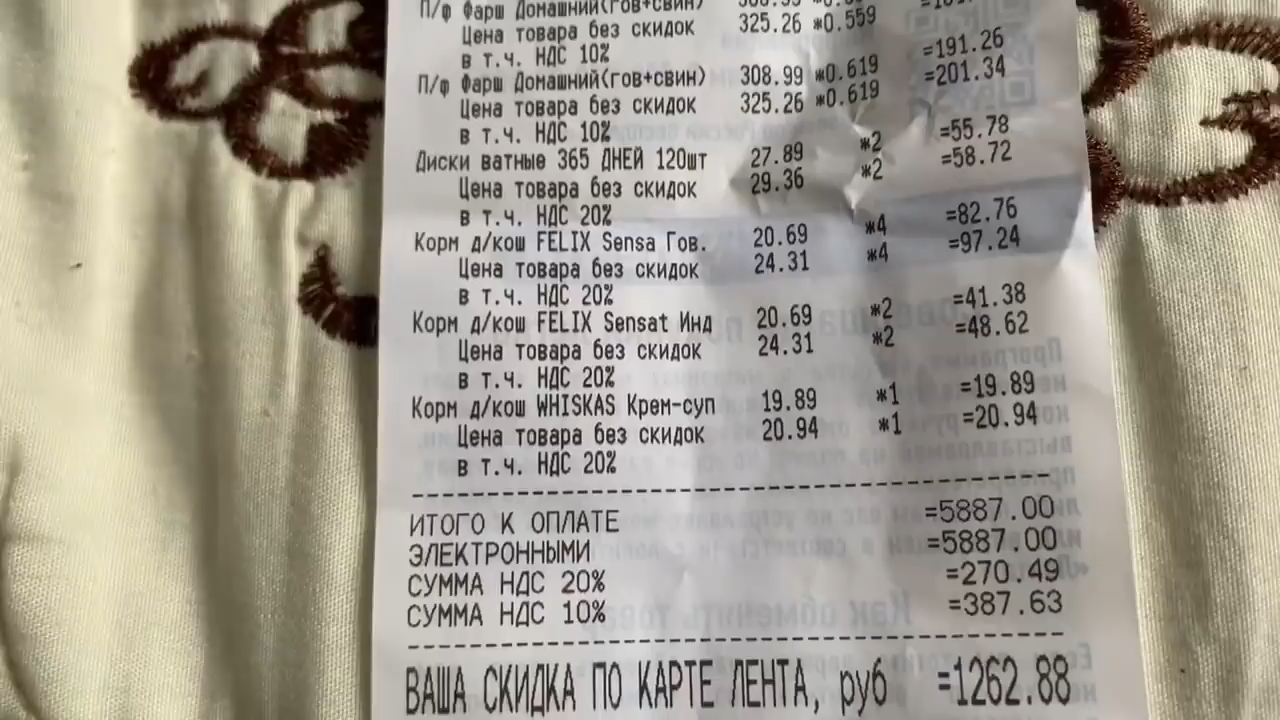 П/ф Фарш Домашний(Гов+свин)
Цена товара без скидок 325.26 *0.559
в т.ч. НДС 10% =191.26
П/ф Фарш Домашний(Гов+свин) 308.99 *0.619 =201.34
Цена товара без скидок 325.26 *0.619
в т.ч. НДС 10% =55.78
Диски ватные 365 ДНЕЙ 120шт 27.89 *2 =58.72
Цена товара без скидок 29.36 *2
в т.ч. НДС 20% =82.76
Корм д/кош FELIX Sensa Гов. 20.69 *4 =97.24
Цена товара без скидок 24.31 *4
в т.ч. НДС 20% =41.38
Корм д/кош FELIX Sensat Инд 20.69 *2 =48.62
Цена товара без скидок 24.31 *2
в т.ч. НДС 20% =19.89
Корм д/кош WHISKAS Крем-суп 19.89 *1 =20.94
Цена товара без скидок 20.94 *1
в т.ч. НДС 20%
ИТОГО К ОПЛАТЕ =5887.00
ЭЛЕКТРОННЫМИ =5887.00
СУММА НДС 20% =270.49
СУММА НДС 10% =387.63
ВАША СКИДКА ПО КАРТЕ ЛЕНТА, руб =1262.88